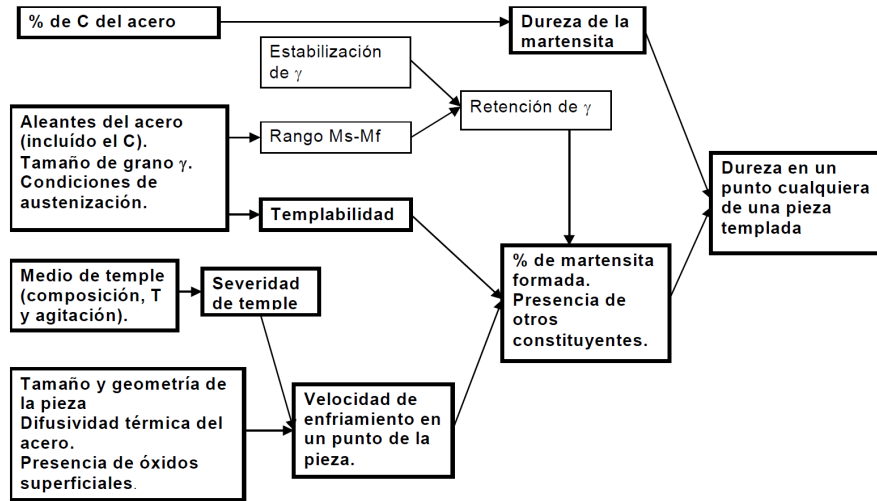 % de C del acero
Dureza de la
martensita
Estabilización
de γ
Aleantes del acero
(incluído el C).
Tamaño de grano γ.
Condiciones de
austenización.
Rango Ms-Mf
Retención de γ
Templabilidad
Dureza en un
punto cualquiera
de una pieza
templada
Medio de temple
(composición, T
y agitación).
Severidad
de temple
% de martensita
formada.
Presencia de
otros
constituyentes.
Tamaño y geometría de
la pieza
Difusividad térmica del
acero.
Presencia de óxidos
superficiales.
Velocidad de
enfriamiento en
un punto de la
pieza.